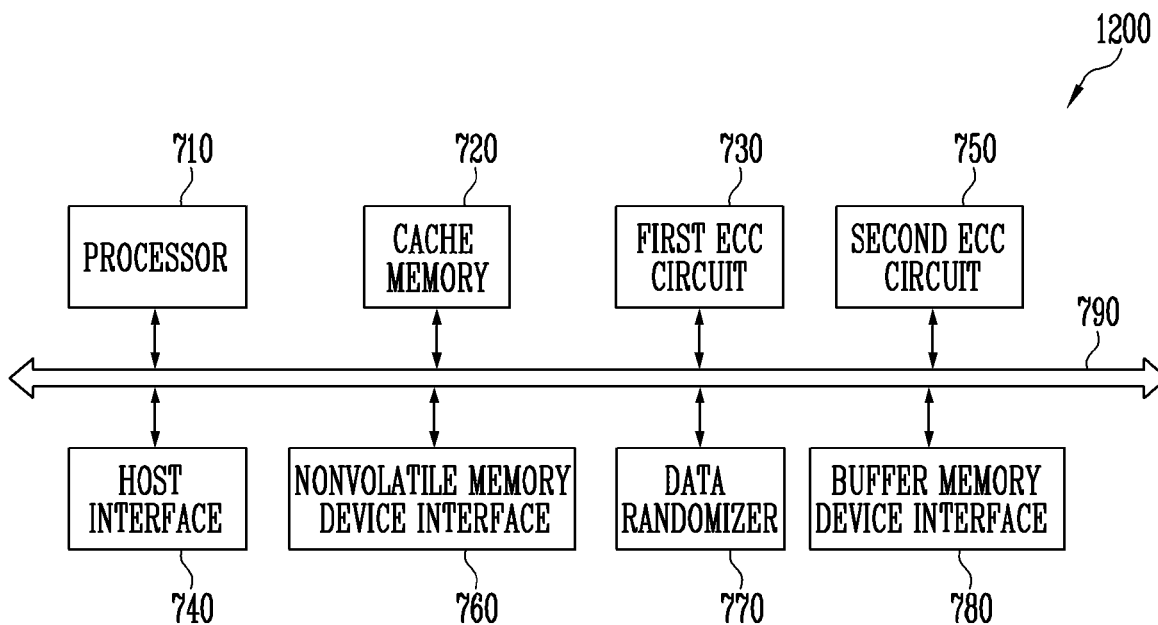 1200
710 720 730 750
PROCESSOR
CACHE
MEMORY
FIRST ECC
CIRCUIT
SECOND ECC
CIRCUIT
790
HOST
INTERFACE
NONVOLATILE MEMORY
DEVICE INTERFACE
DATA
RANDOMIZER
BUFFER MEMORY
DEVICE INTERFACE
740 760 770 780